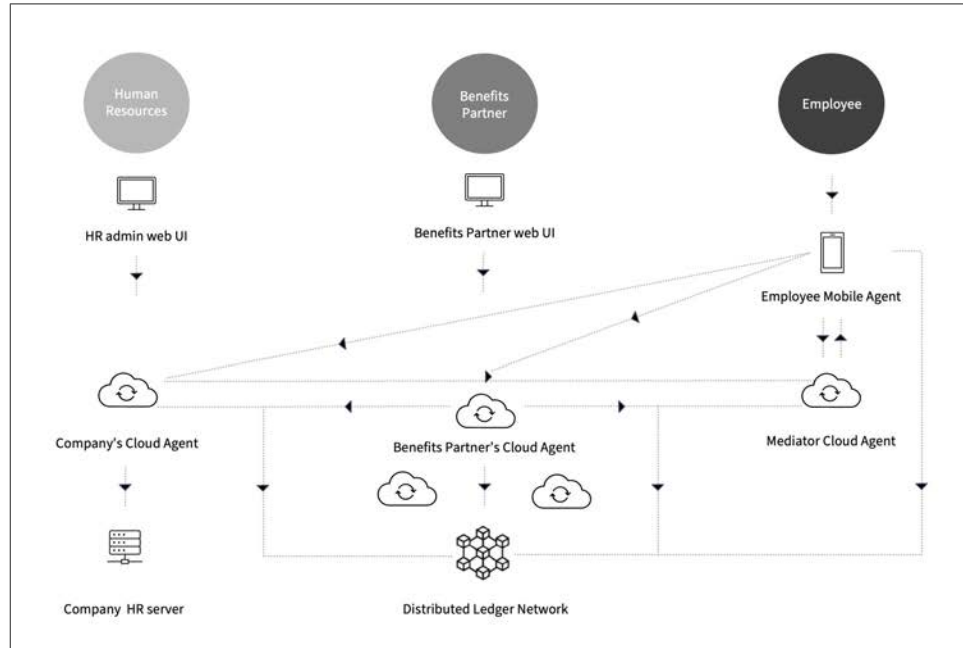 Human
Resources
Benefits
Partner
Employee
HR admin web UI
Benefits Partner web UI
Employee Mobile Agent
Company's Cloud Agent
Benefits Partner's Cloud Agent
Mediator Cloud Agent
Company HR server
Distributed Ledger Network